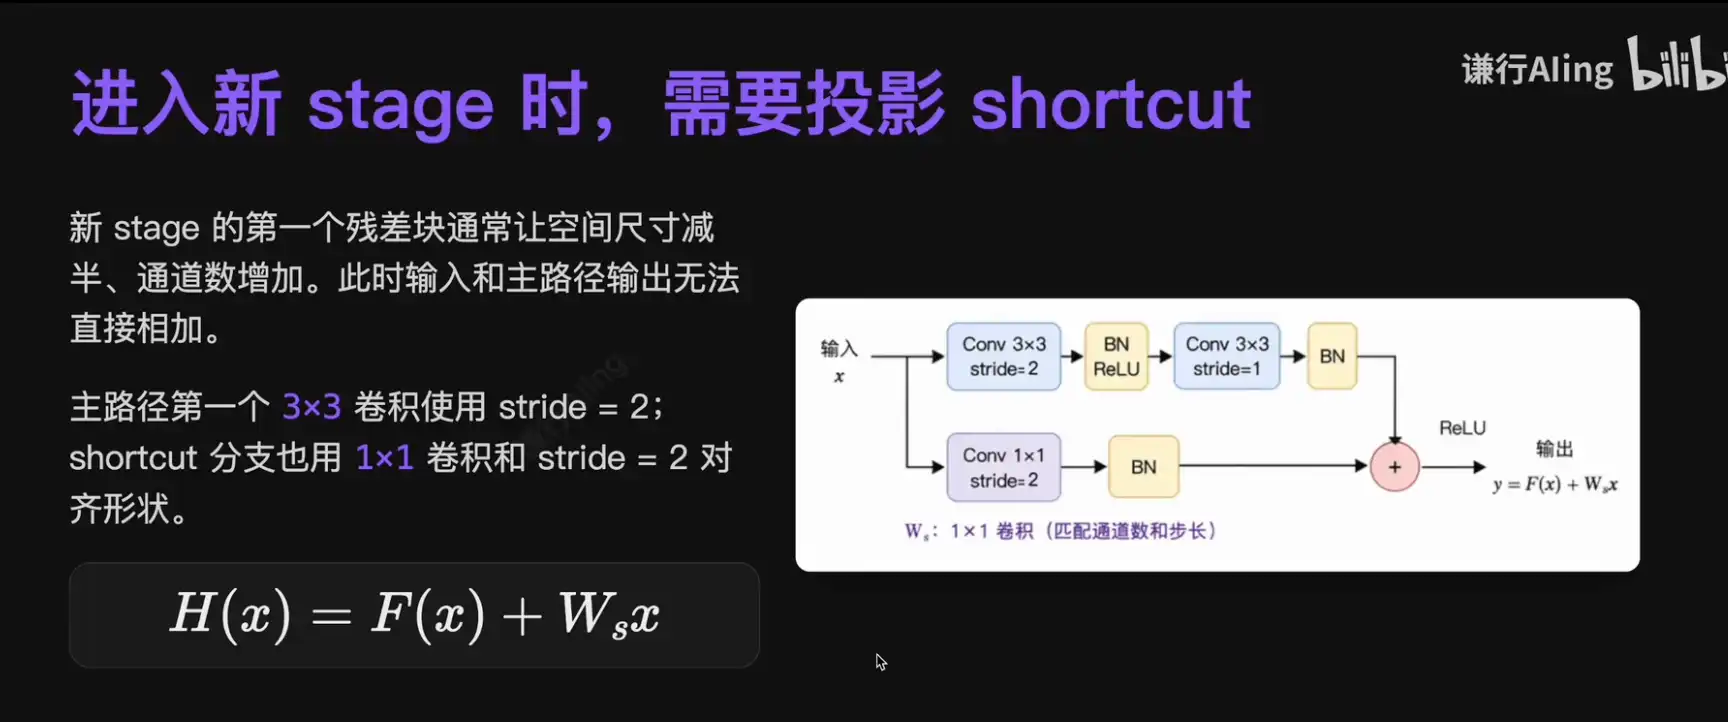 谦行AIing bilibi
进入新 stage 时，需要投影 shortcut
新 stage 的第一个残差块通常让空间尺寸减
半、通道数增加。此时输入和主路径输出无法
直接相加。
主路径第一个 3×3 卷积使用 stride = 2；
shortcut 分支也用 1×1 卷积和 stride = 2 对
齐形状。
H(x) = F(x) + Wₛx
输入
x
Conv 3×3
stride=2
BN
ReLU
Conv 3×3
stride=1
BN
Conv 1×1
stride=2
BN
+
ReLU
输出
y = F(x) + Wₛx
Wₛ：1×1 卷积（匹配通道数和步长）